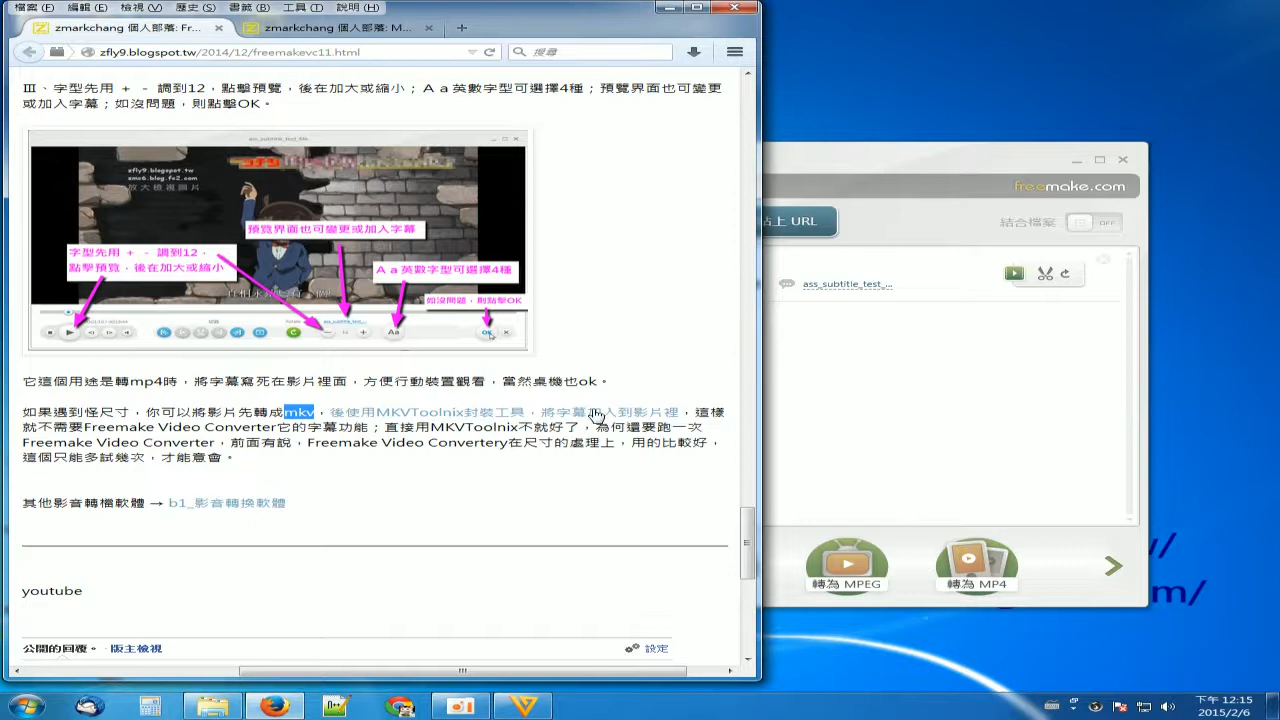 檔案(F) 編輯(E) 檢視(V) 歷史(S) 書籤(B) 工具(T) 說明(H)
zmarkchang 個人部落: Fr... × zmarkchang 個人部落: M... × +
zfly9.blogspot.tw/2014/12/freemakevc11.html 搜尋
Ⅲ、字型先用 + - 調到12，點擊預覽，後在加大或縮小；A a 英數字型可選擇4種；預覽界面也可變更
或加入字幕；如沒問題，則點擊OK。
ass_subtitle_test_file
zfly9.blogspot.tw
xmc6.blog.fc2.com
放大檢視圖片
預覽界面也可變更或加入字幕
字型先用 + - 調到12，
點擊預覽，後在加大或縮小
A a 英數字型可選擇4種
如沒問題，則點擊OK
Aa
OK
它這個用途是轉mp4時，將字幕寫死在影片裡面，方便行動裝置觀看，當然桌機也ok。
如果遇到怪尺寸，你可以將影片先轉成mkv，後使用MKVToolnix封裝工具，將字幕 入到影片裡，這樣
就不需要Freemake Video Converter它的字幕功能；直接用MKVToolnix不就好了，為何還要跑一次
Freemake Video Converter，前面有說，Freemake Video Convertery在尺寸的處理上，用的比較好，
這個只能多試幾次，才能意會。
其他影音轉檔軟體 → b1_影音轉換軟體
youtube
公開的回覆。 - 版主檢視 設定
freemake.com
貼上 URL
結合檔案 OFF
ass_subtitle_test_...
轉為 MPEG
轉為 MP4
w/
m/
下午 12:15
2015/2/6